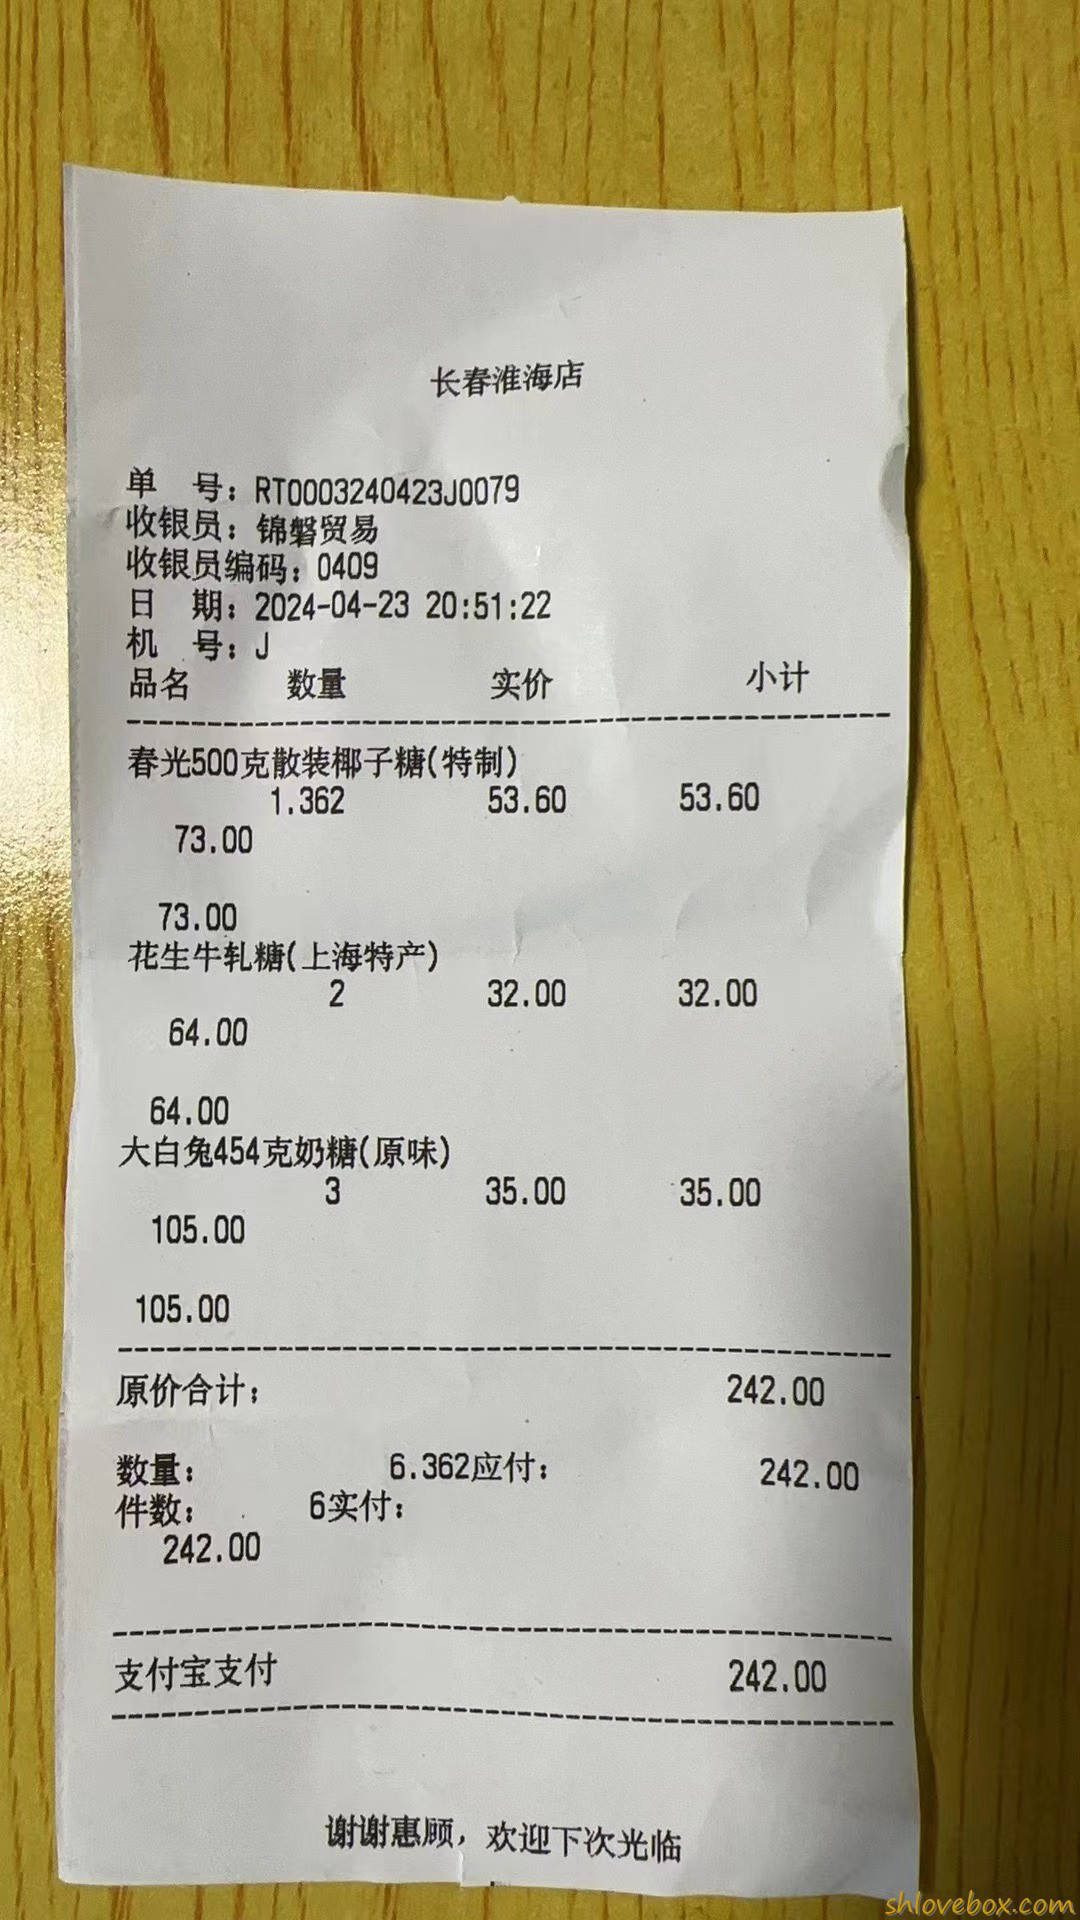 长春淮海店
单 号：RT0003240423J0079
收银员：锦磐贸易
收银员编码：0409
日 期：2024-04-23 20:51:22
机 号：J
品名 数量 实价 小计
春光500克散装椰子糖(特制)
1.362 53.60 53.60
73.00
73.00
花生牛轧糖(上海特产)
2 32.00 32.00
64.00
64.00
大白兔454克奶糖(原味)
3 35.00 35.00
105.00
105.00
原价合计： 242.00
数量： 6.362应付： 242.00
件数： 6实付：
242.00
支付宝支付 242.00
谢谢惠顾，欢迎下次光临
shlovebox.com